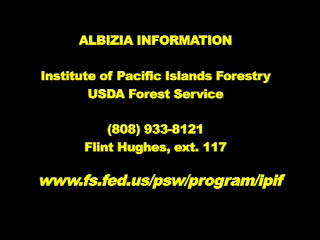 ALBIZIA INFORMATION
Institute of Pacific Islands Forestry
USDA Forest Service
(808) 933-8121
Flint Hughes, ext. 117
www.fs.fed.us/psw/program/ipif